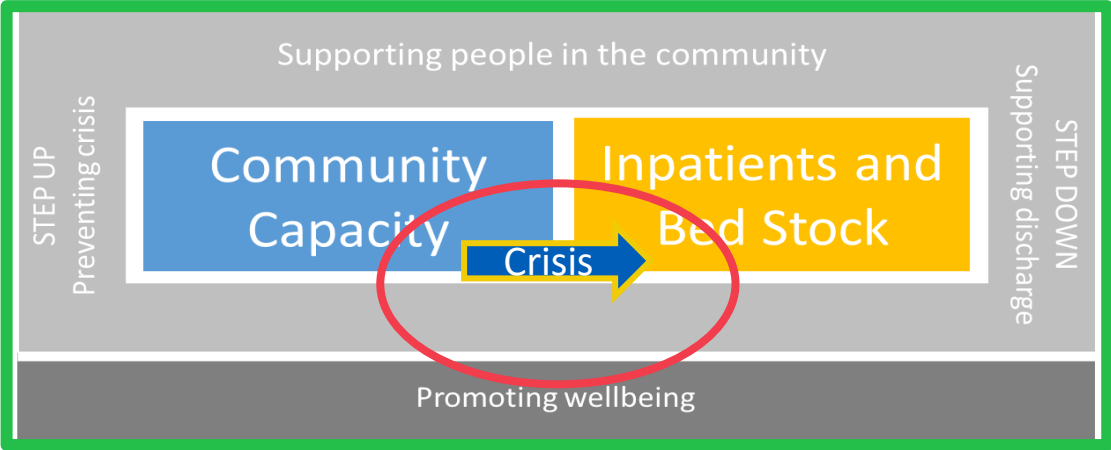 Supporting people in the community
STEP UP
Preventing crisis
Community
Capacity
Inpatients and
Bed Stock
Crisis
STEP DOWN
Supporting discharge
Promoting wellbeing